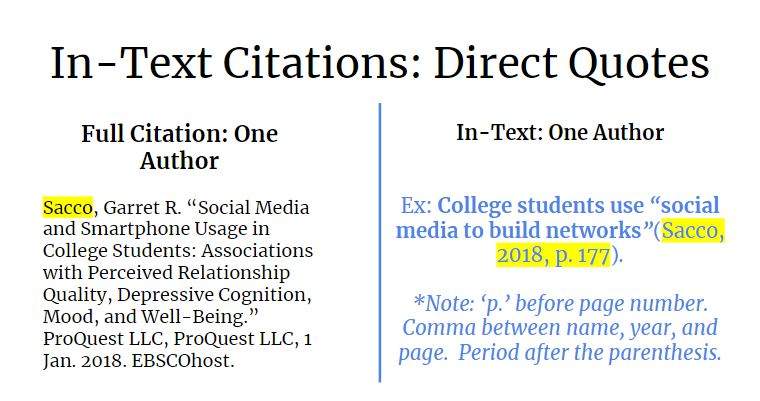 In-Text Citations: Direct Quotes
Full Citation: One
Author
Sacco, Garret R. “Social Media
and Smartphone Usage in
College Students: Associations
with Perceived Relationship
Quality, Depressive Cognition,
Mood, and Well-Being.”
ProQuest LLC, ProQuest LLC, 1
Jan. 2018. EBSCOhost.
In-Text: One Author
Ex: College students use “social
media to build networks”(Sacco,
2018, p. 177).
*Note: ‘p.’ before page number.
Comma between name, year, and
page.  Period after the parenthesis.